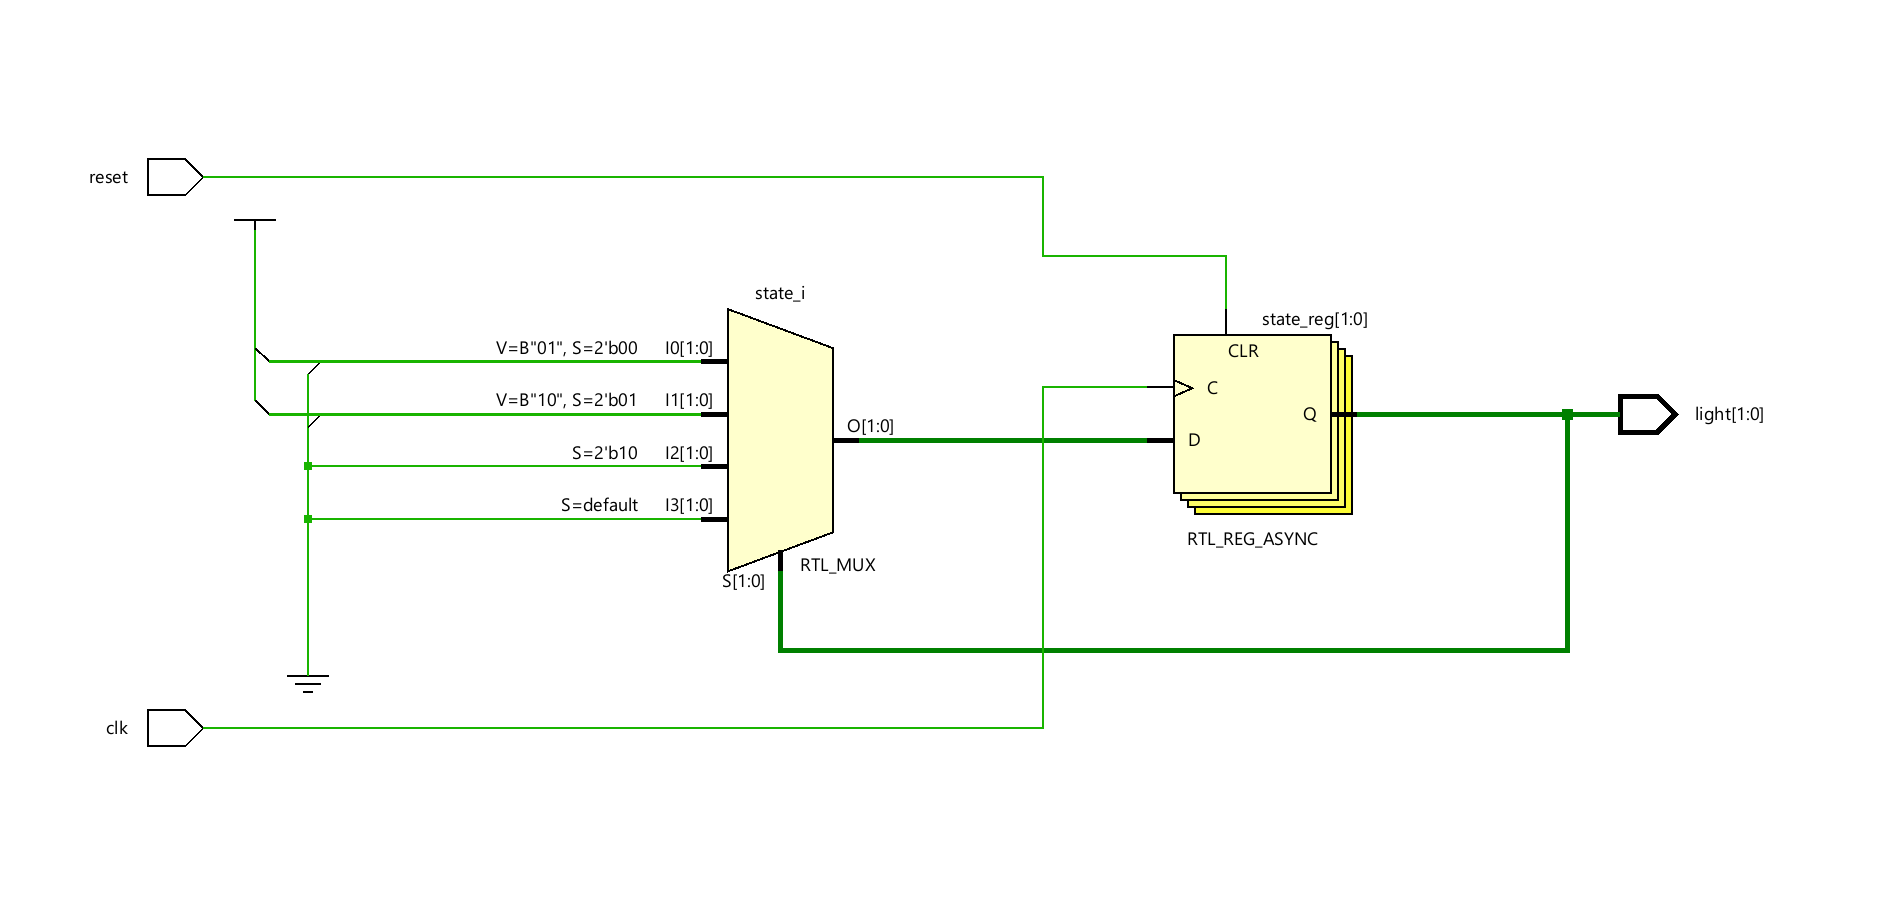 reset
state_i
state_reg[1:0]
V=B"01", S=2'b00 I0[1:0]
CLR
C
V=B"10", S=2'b01 I1[1:0]
Q
light[1:0]
O[1:0]
D
S=2'b10 I2[1:0]
S=default I3[1:0]
RTL_REG_ASYNC
RTL_MUX
S[1:0]
clk